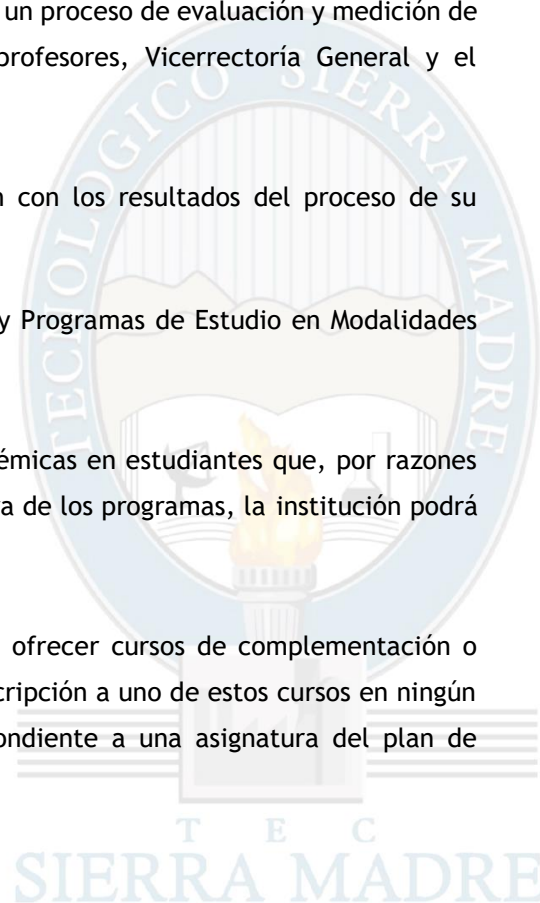 un proceso de evaluación y medición de
profesores, Vicerrectoría General y el
con los resultados del proceso de su
y Programas de Estudio en Modalidades
émicas en estudiantes que, por razones
a de los programas, la institución podrá
ofrecer cursos de complementación o
cripción a uno de estos cursos en ningún
ondiente a una asignatura del plan de
TECNOLOGICO SIERRA MADRE
T E C
SIERRA MADRE